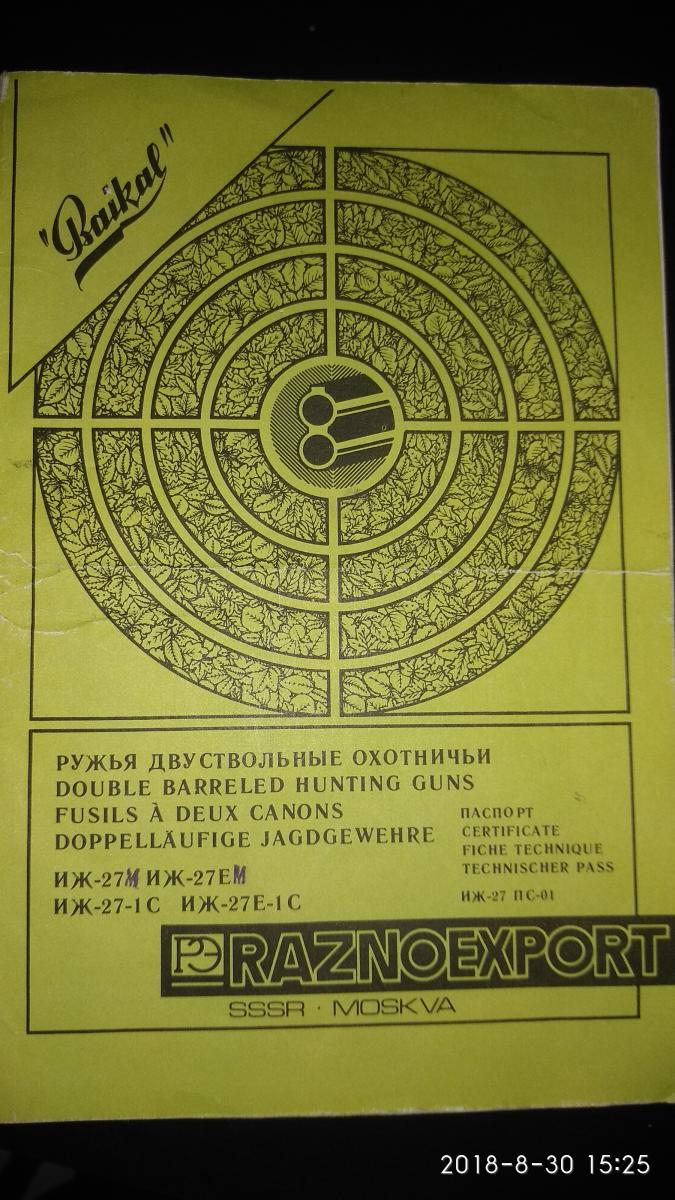 "Baikal"
РУЖЬЯ ДВУСТВОЛЬНЫЕ ОХОТНИЧЬИ
DOUBLE BARRELED HUNTING GUNS
FUSILS À DEUX CANONS
DOPPELLÄUFIGE JAGDGEWEHRE
ИЖ-27М ИЖ-27ЕМ
ИЖ-27-1С ИЖ-27Е-1С
ПАСПОРТ
CERTIFICATE
FICHE TECHNIQUE
TECHNISCHER PASS
ИЖ-27 ПС-01
РЭ RAZNOEXPORT
SSSR · MOSKVA
2018-8-30 15:25